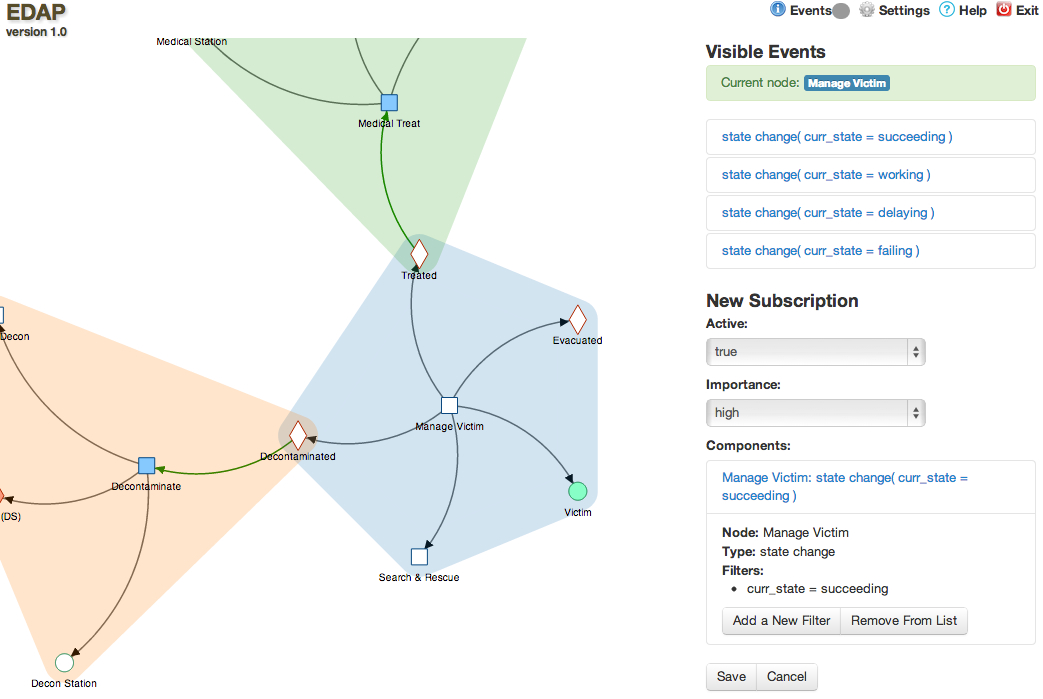 EDAP
version 1.0
Events
Settings
Help
Exit
Medical Station
Medical Treat
Treated
Evacuated
Decon
Manage Victim
Decontaminated
Decontaminate
(DS)
Victim
Search & Rescue
Decon Station
Visible Events
Current node: Manage Victim
state change( curr_state = succeeding )
state change( curr_state = working )
state change( curr_state = delaying )
state change( curr_state = failing )
New Subscription
Active:
true
Importance:
high
Components:
Manage Victim: state change( curr_state =
succeeding )
Node: Manage Victim
Type: state change
Filters:
• curr_state = succeeding
Add a New Filter
Remove From List
Save
Cancel